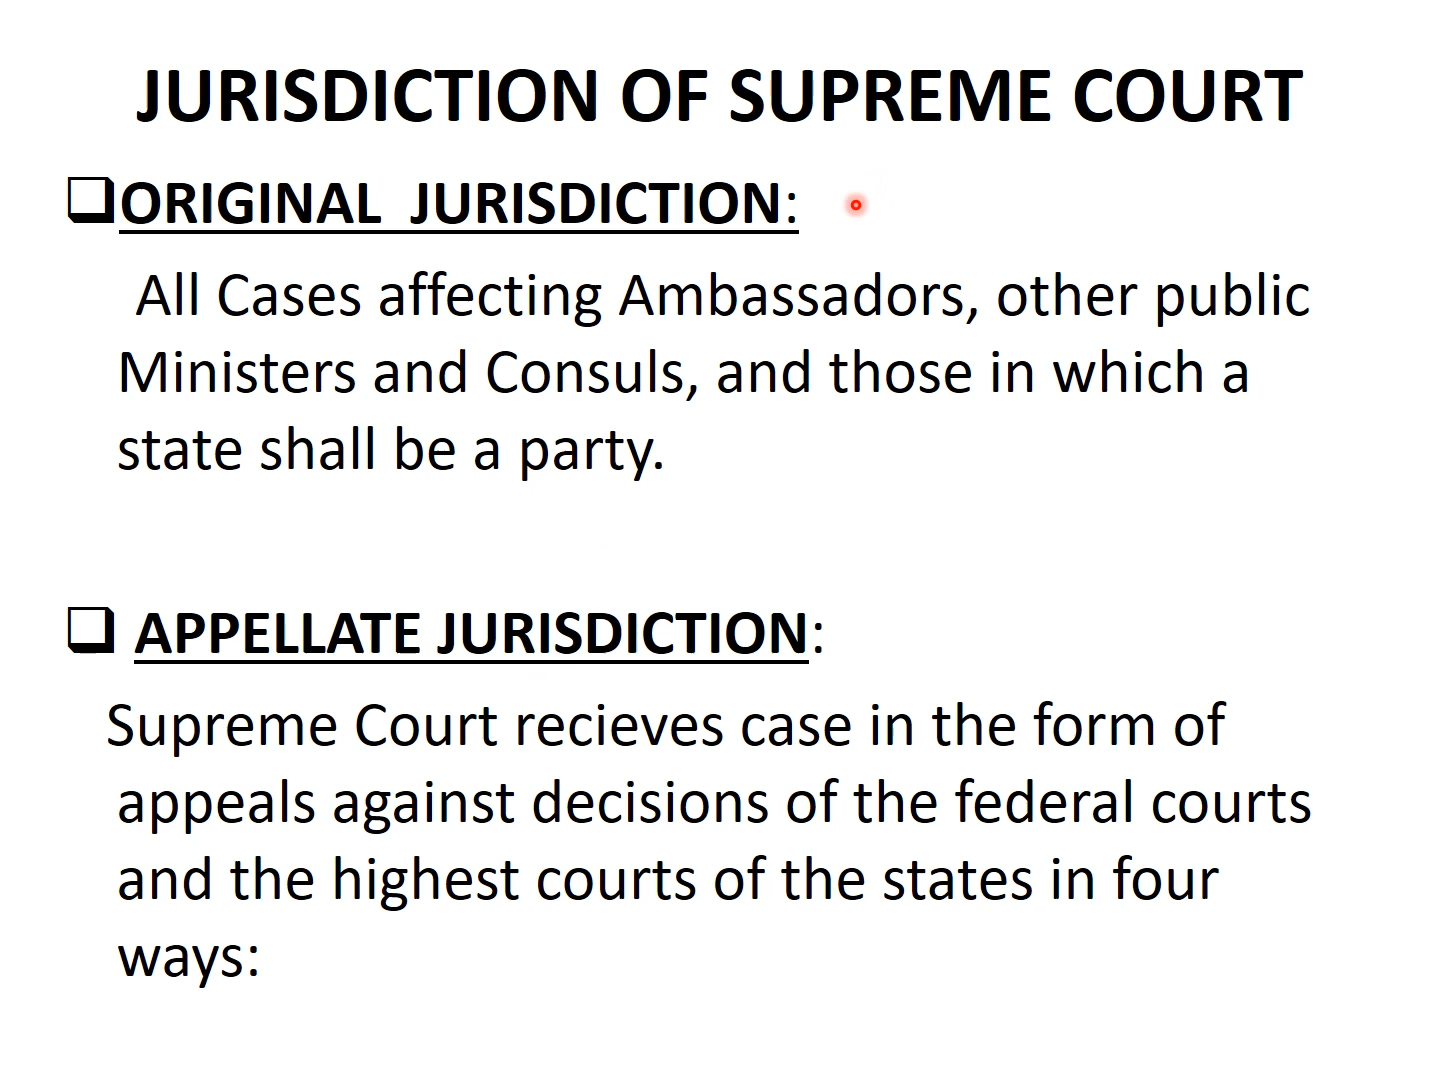 JURISDICTION OF SUPREME COURT
ORIGINAL JURISDICTION:
All Cases affecting Ambassadors, other public
Ministers and Consuls, and those in which a
state shall be a party.
APPELLATE JURISDICTION:
Supreme Court recieves case in the form of
appeals against decisions of the federal courts
and the highest courts of the states in four
ways: